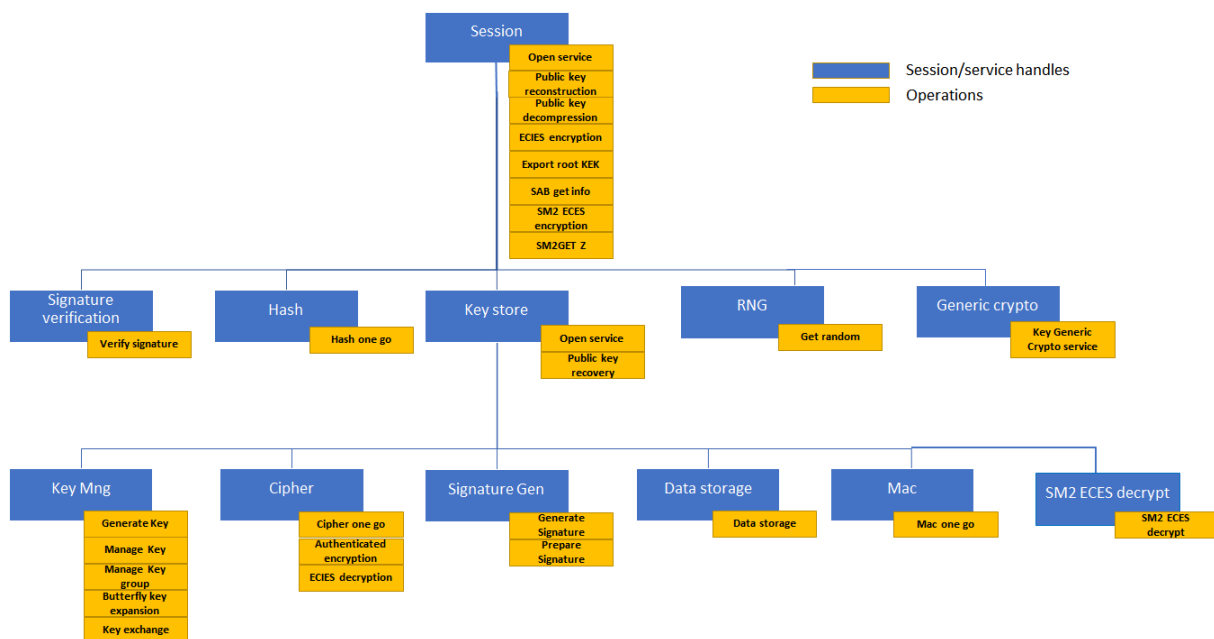 Session
Open service
Public key
reconstruction
Public key
decompression
ECIES encryption
Export root KEK
SAB get info
SM2 ECES
encryption
SM2GET Z
Session/service handles
Operations
Signature
verification
Verify signature
Hash
Hash one go
Key store
Open service
Public key
recovery
RNG
Get random
Generic crypto
Key Generic
Crypto service
Key Mng
Generate Key
Manage Key
Manage Key
group
Butterfly key
expansion
Key exchange
Cipher
Cipher one go
Authenticated
encryption
ECIES decryption
Signature Gen
Generate
Signature
Prepare
Signature
Data storage
Data storage
Mac
Mac one go
SM2 ECES decrypt
SM2 ECES
decrypt